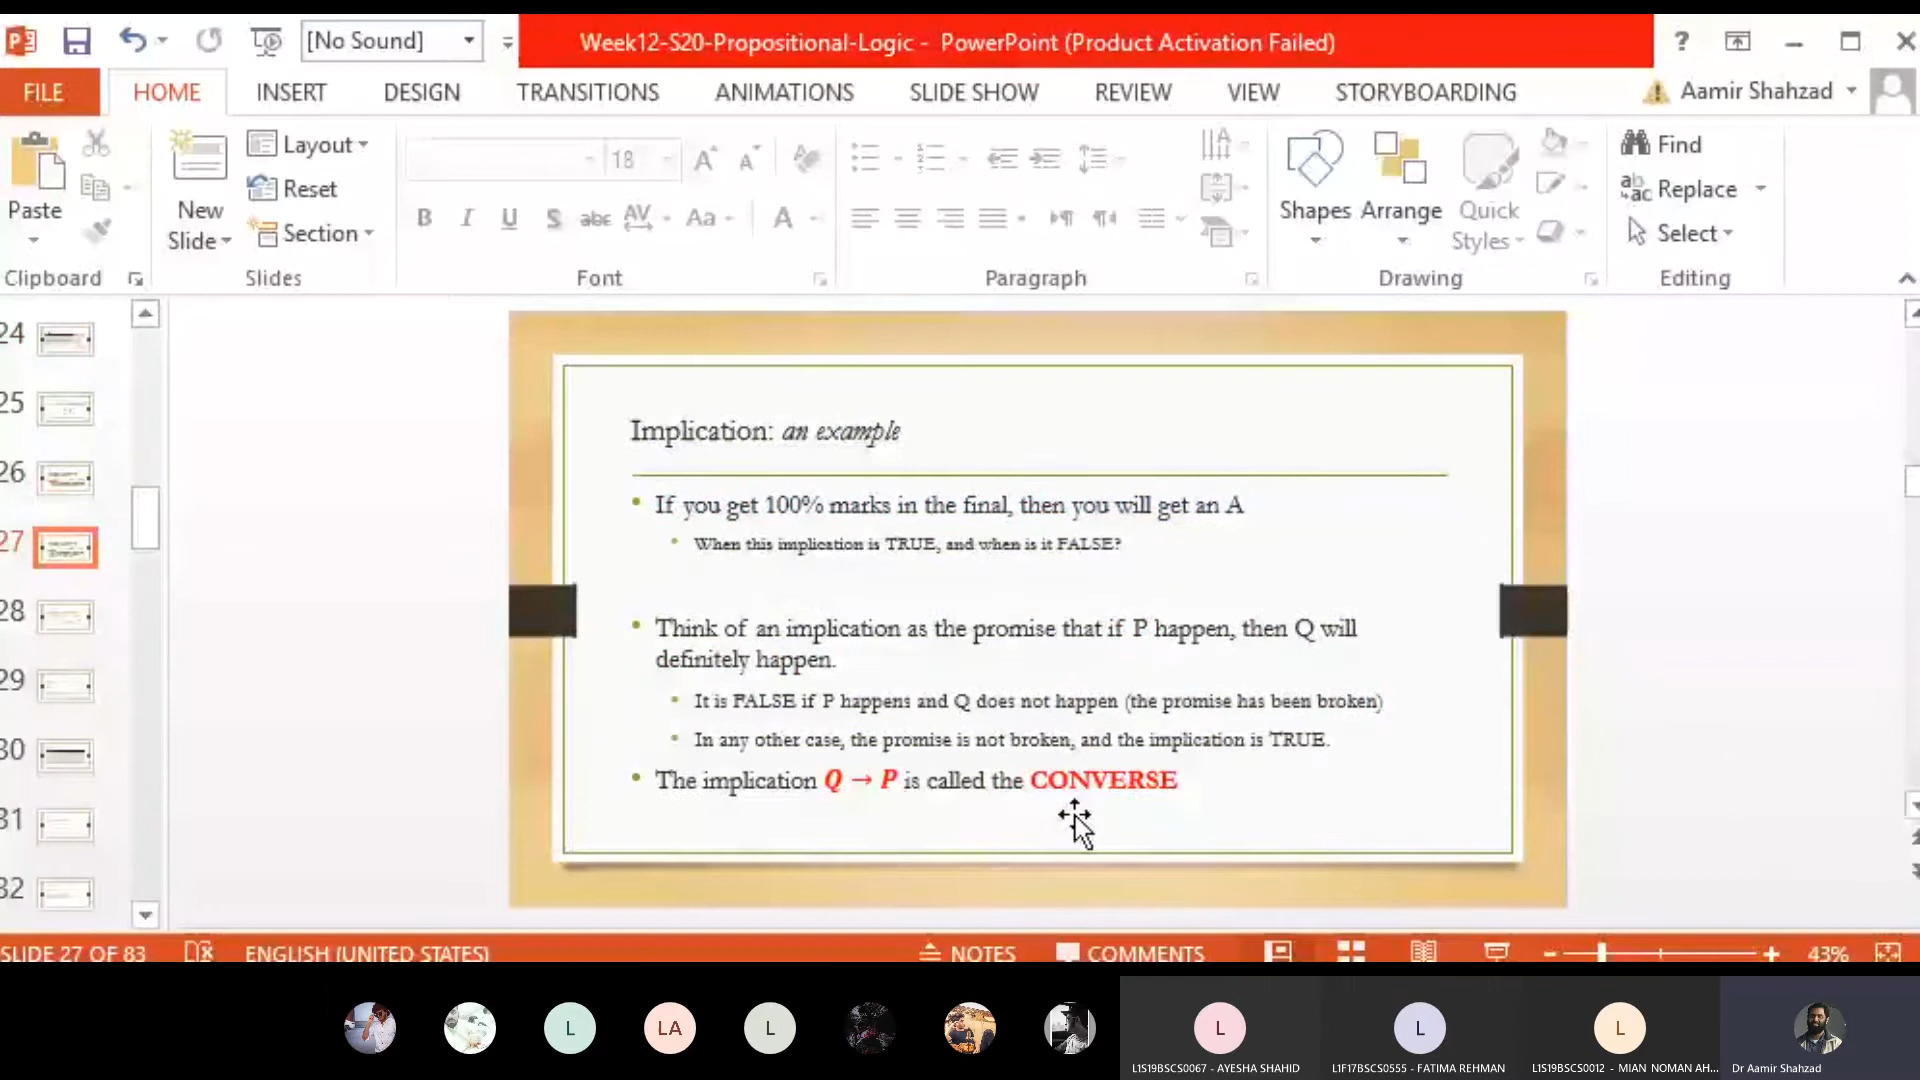 [No Sound]
Week12-S20-Propositional-Logic - PowerPoint (Product Activation Failed)
?
FILE HOME INSERT DESIGN TRANSITIONS ANIMATIONS SLIDE SHOW REVIEW VIEW STORYBOARDING
Aamir Shahzad
Paste
New
Slide
Layout
Reset
Section
18
B I U S abc AV Aa A
Shapes
Arrange
Quick
Styles
Find
Replace
Select
Clipboard
Slides
Font
Paragraph
Drawing
Editing
24
25
26
27
28
29
30
31
32
Implication: an example
• If you get 100% marks in the final, then you will get an A
• When this implication is TRUE, and when is it FALSE?
• Think of an implication as the promise that if P happen, then Q will
definitely happen.
• It is FALSE if P happens and Q does not happen (the promise has been broken)
• In any other case, the promise is not broken, and the implication is TRUE.
• The implication Q → P is called the CONVERSE
SLIDE 27 OF 83
ENGLISH (UNITED STATES)
NOTES
COMMENTS
43%
L
LA
L
L
L
L
L1S19BSCS0067 - AYESHA SHAHID
L1F17BSCS0555 - FATIMA REHMAN
L1S19BSCS0012 - MIAN NOMAN AH...
Dr Aamir Shahzad